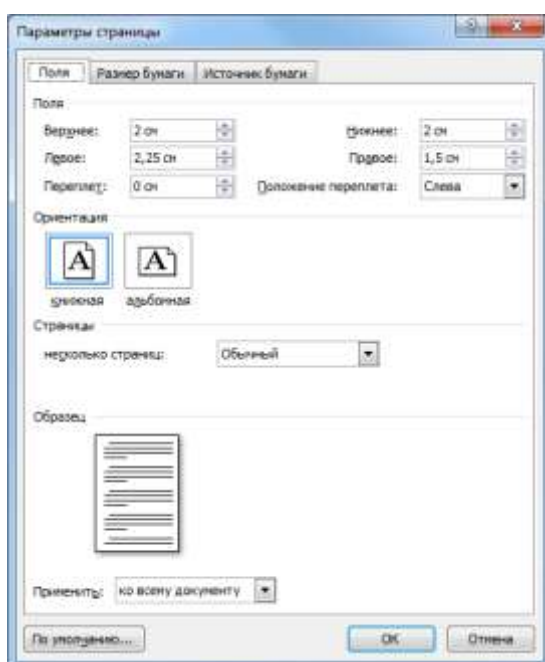 Параметры страницы
Поля Размер бумаги Источник бумаги
Поля
Верхнее: 2 см Нижнее: 2 см
Левое: 2,25 см Правое: 1,5 см
Переплет: 0 см Положение переплета: Слева
Ориентация
A A
книжная альбомная
Страницы
несколько страниц: Обычный
Образец
Применить: ко всему документу
По умолчанию... ОК Отмена